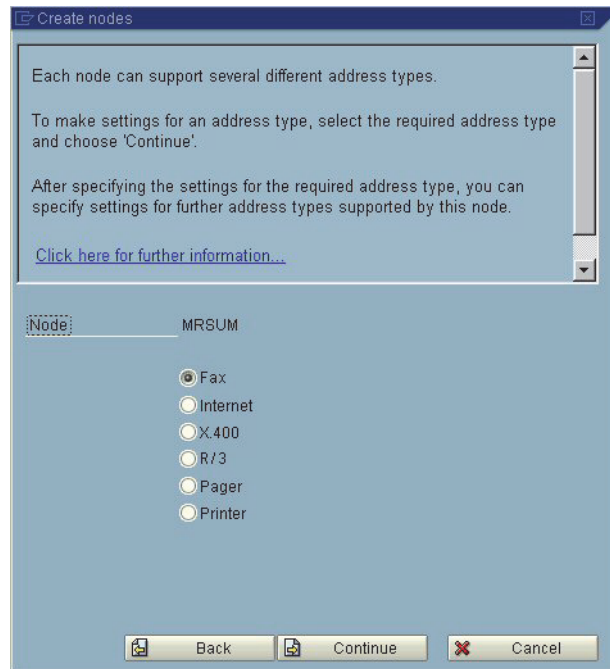 Create nodes
Each node can support several different address types.
To make settings for an address type, select the required address type
and choose 'Continue'.
After specifying the settings for the required address type, you can
specify settings for further address types supported by this node.
Click here for further information...
Node MRSUM
Fax
Internet
X.400
R/3
Pager
Printer
Back Continue Cancel